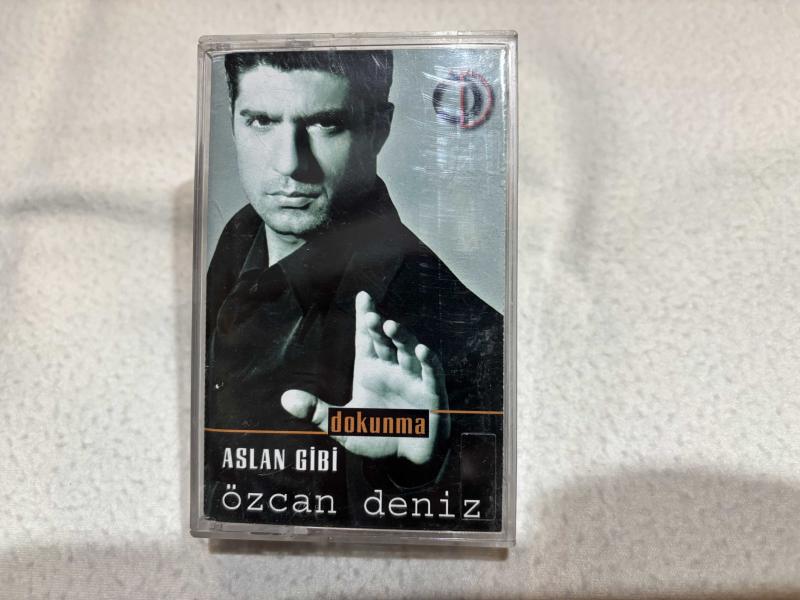 dokunma
ASLAN GİBİ
özcan deniz